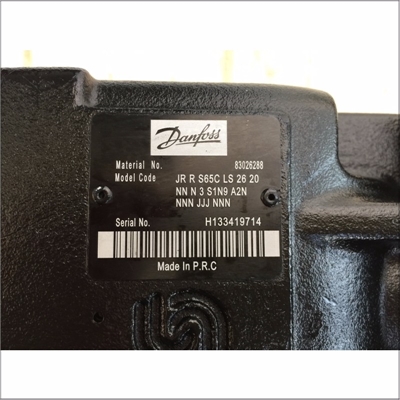 Danfoss
Material No. 83026288
Model Code JR R S65C LS 26 20
NN N 3 S1N9 A2N
NNN JJJ NNN
Serial No. H133419714
Made In P.R.C